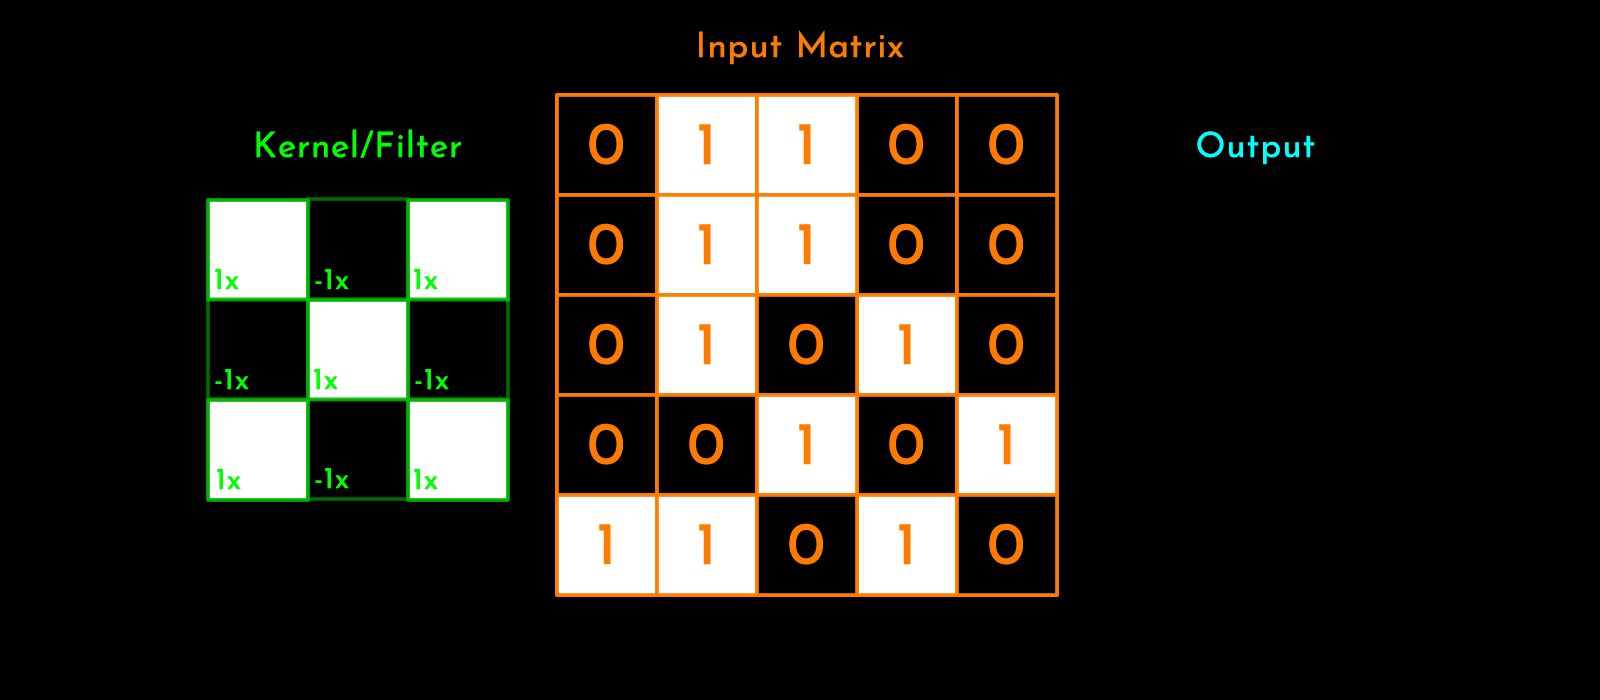 Input Matrix
Kernel/Filter
Output
1x -1x 1x
-1x 1x -1x
1x -1x 1x
0 1 1 0 0
0 1 1 0 0
0 1 0 1 0
0 0 1 0 1
1 1 0 1 0